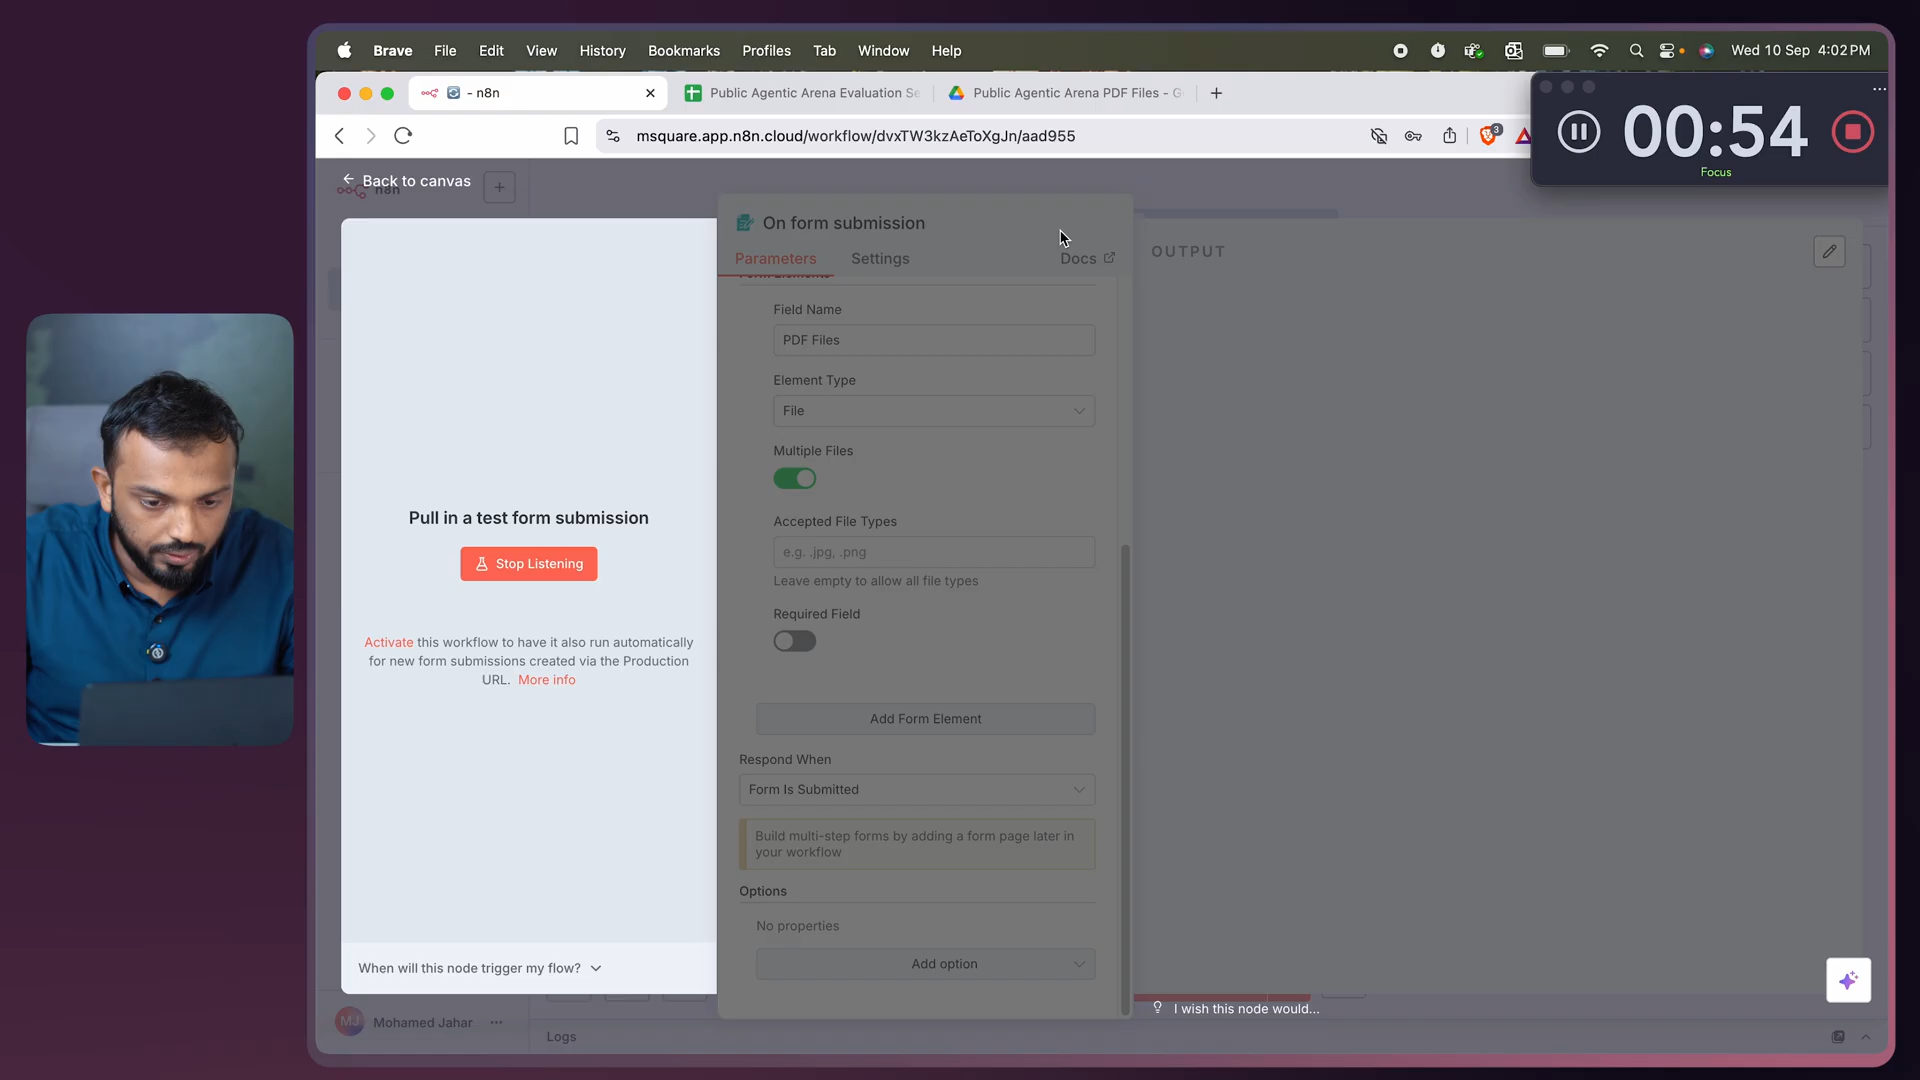 Brave File Edit View History Bookmarks Profiles Tab Window Help
Wed 10 Sep 4:02 PM
- n8n
Public Agentic Arena Evaluation Se
Public Agentic Arena PDF Files - G
msquare.app.n8n.cloud/workflow/dvxTW3kzAeToXgJn/aad955
3
00:54
Focus
Back to canvas
n8n
On form submission
Parameters
Settings
Docs
OUTPUT
Form Elements
Field Name
PDF Files
Element Type
File
Multiple Files
Accepted File Types
e.g. .jpg, .png
Leave empty to allow all file types
Required Field
Add Form Element
Respond When
Form Is Submitted
Build multi-step forms by adding a form page later in
your workflow
Options
No properties
Add option
Pull in a test form submission
Stop Listening
Activate this workflow to have it also run automatically
for new form submissions created via the Production
URL. More info
When will this node trigger my flow?
I wish this node would...
MJ
Mohamed Jahar
Logs